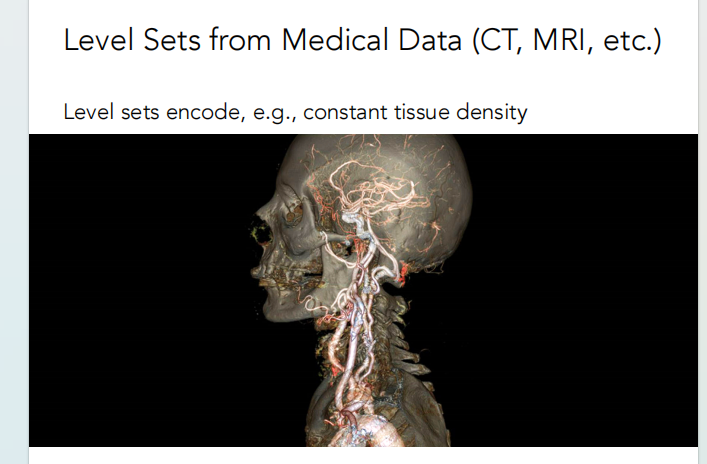 Level Sets from Medical Data (CT, MRI, etc.)
Level sets encode, e.g., constant tissue density